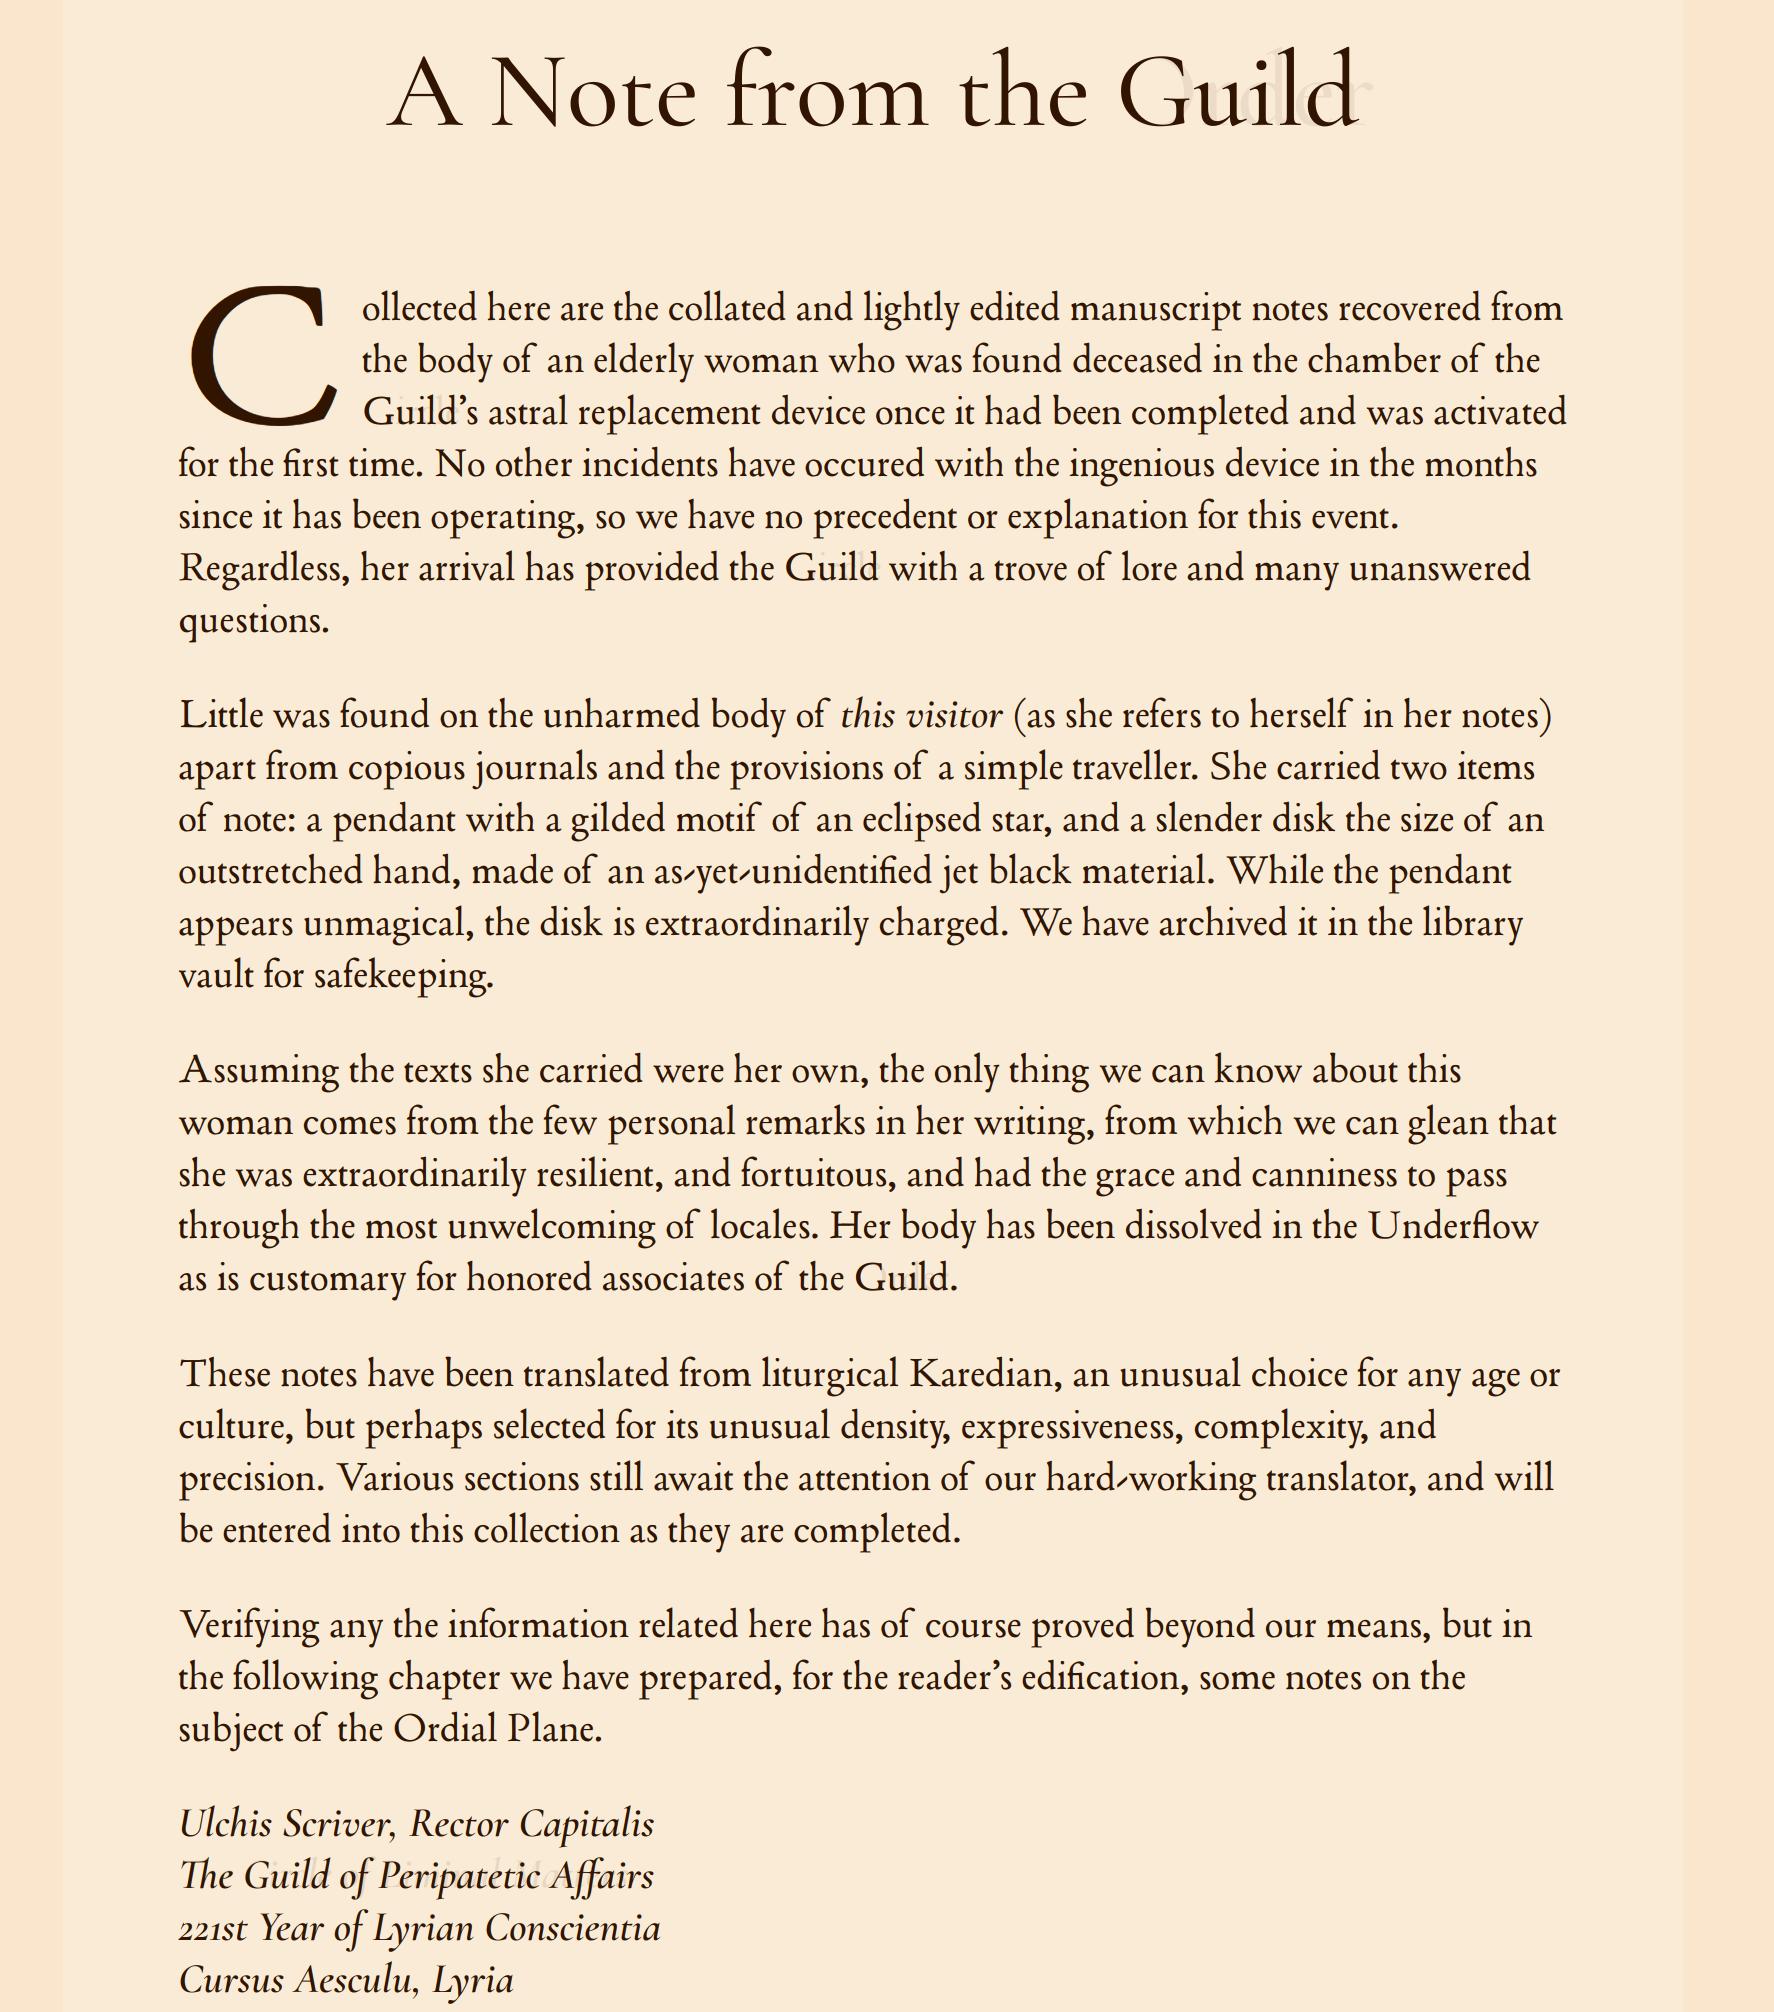 A Note from the Guild
Collected here are the collated and lightly edited manuscript notes recovered from
the body of an elderly woman who was found deceased in the chamber of the
Guild’s astral replacement device once it had been completed and was activated
for the first time. No other incidents have occured with the ingenious device in the months
since it has been operating, so we have no precedent or explanation for this event.
Regardless, her arrival has provided the Guild with a trove of lore and many unanswered
questions.
Little was found on the unharmed body of this visitor (as she refers to herself in her notes)
apart from copious journals and the provisions of a simple traveller. She carried two items
of note: a pendant with a gilded motif of an eclipsed star, and a slender disk the size of an
outstretched hand, made of an as-yet-unidentified jet black material. While the pendant
appears unmagical, the disk is extraordinarily charged. We have archived it in the library
vault for safekeeping.
Assuming the texts she carried were her own, the only thing we can know about this
woman comes from the few personal remarks in her writing, from which we can glean that
she was extraordinarily resilient, and fortuitous, and had the grace and canniness to pass
through the most unwelcoming of locales. Her body has been dissolved in the Underflow
as is customary for honored associates of the Guild.
These notes have been translated from liturgical Karedian, an unusual choice for any age or
culture, but perhaps selected for its unusual density, expressiveness, complexity, and
precision. Various sections still await the attention of our hard-working translator, and will
be entered into this collection as they are completed.
Verifying any the information related here has of course proved beyond our means, but in
the following chapter we have prepared, for the reader’s edification, some notes on the
subject of the Ordial Plane.
Ulchis Scriver, Rector Capitalis
The Guild of Peripatetic Affairs
221st Year of Lyrian Conscientia
Cursus Aesculu, Lyria